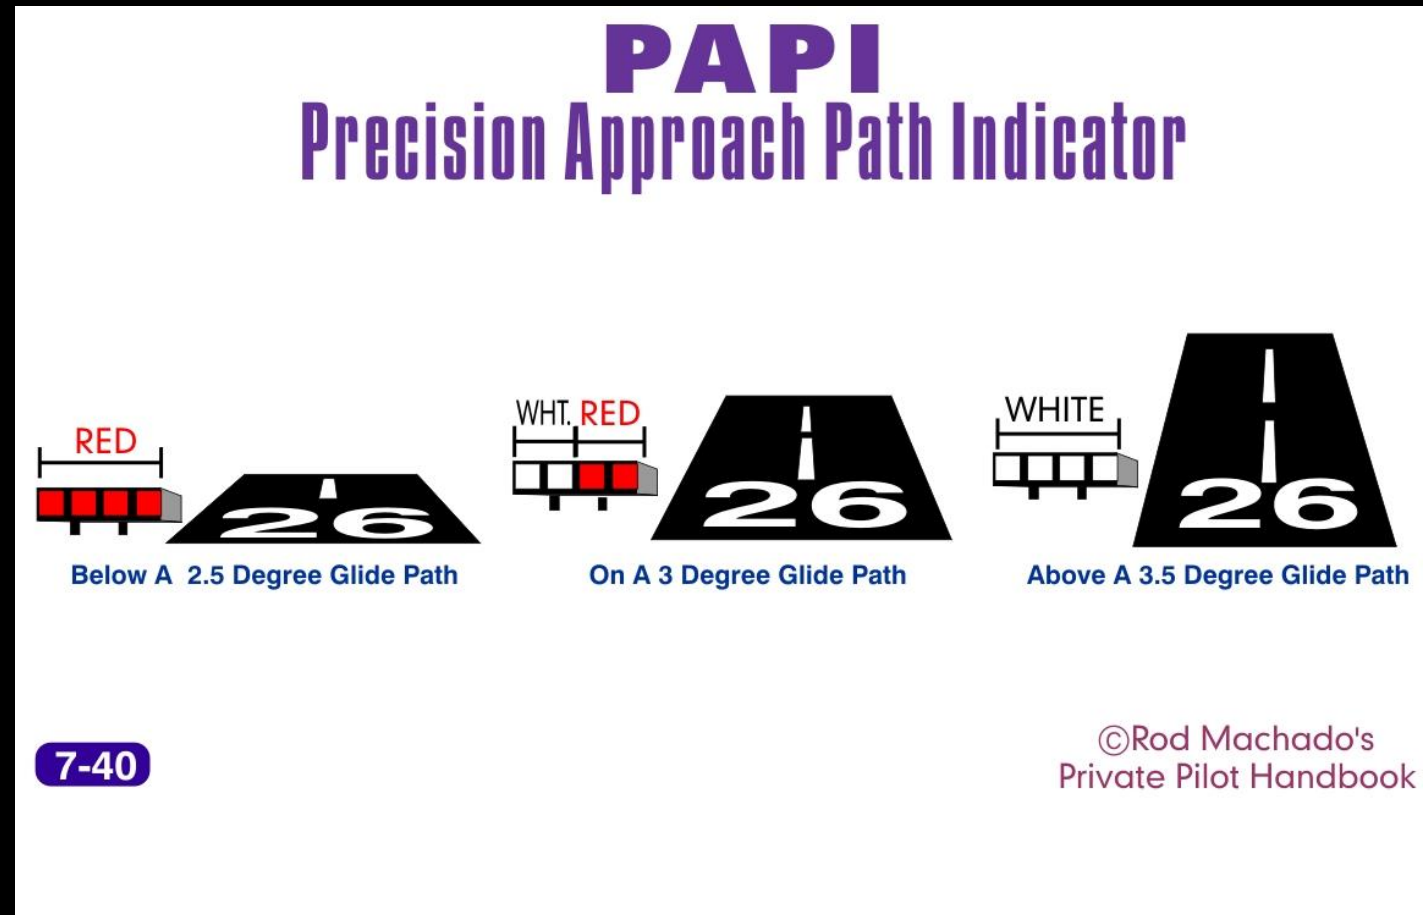 PAPI
Precision Approach Path Indicator
RED
26
Below A 2.5 Degree Glide Path
WHT. RED
26
On A 3 Degree Glide Path
WHITE
26
Above A 3.5 Degree Glide Path
7-40
©Rod Machado's
Private Pilot Handbook